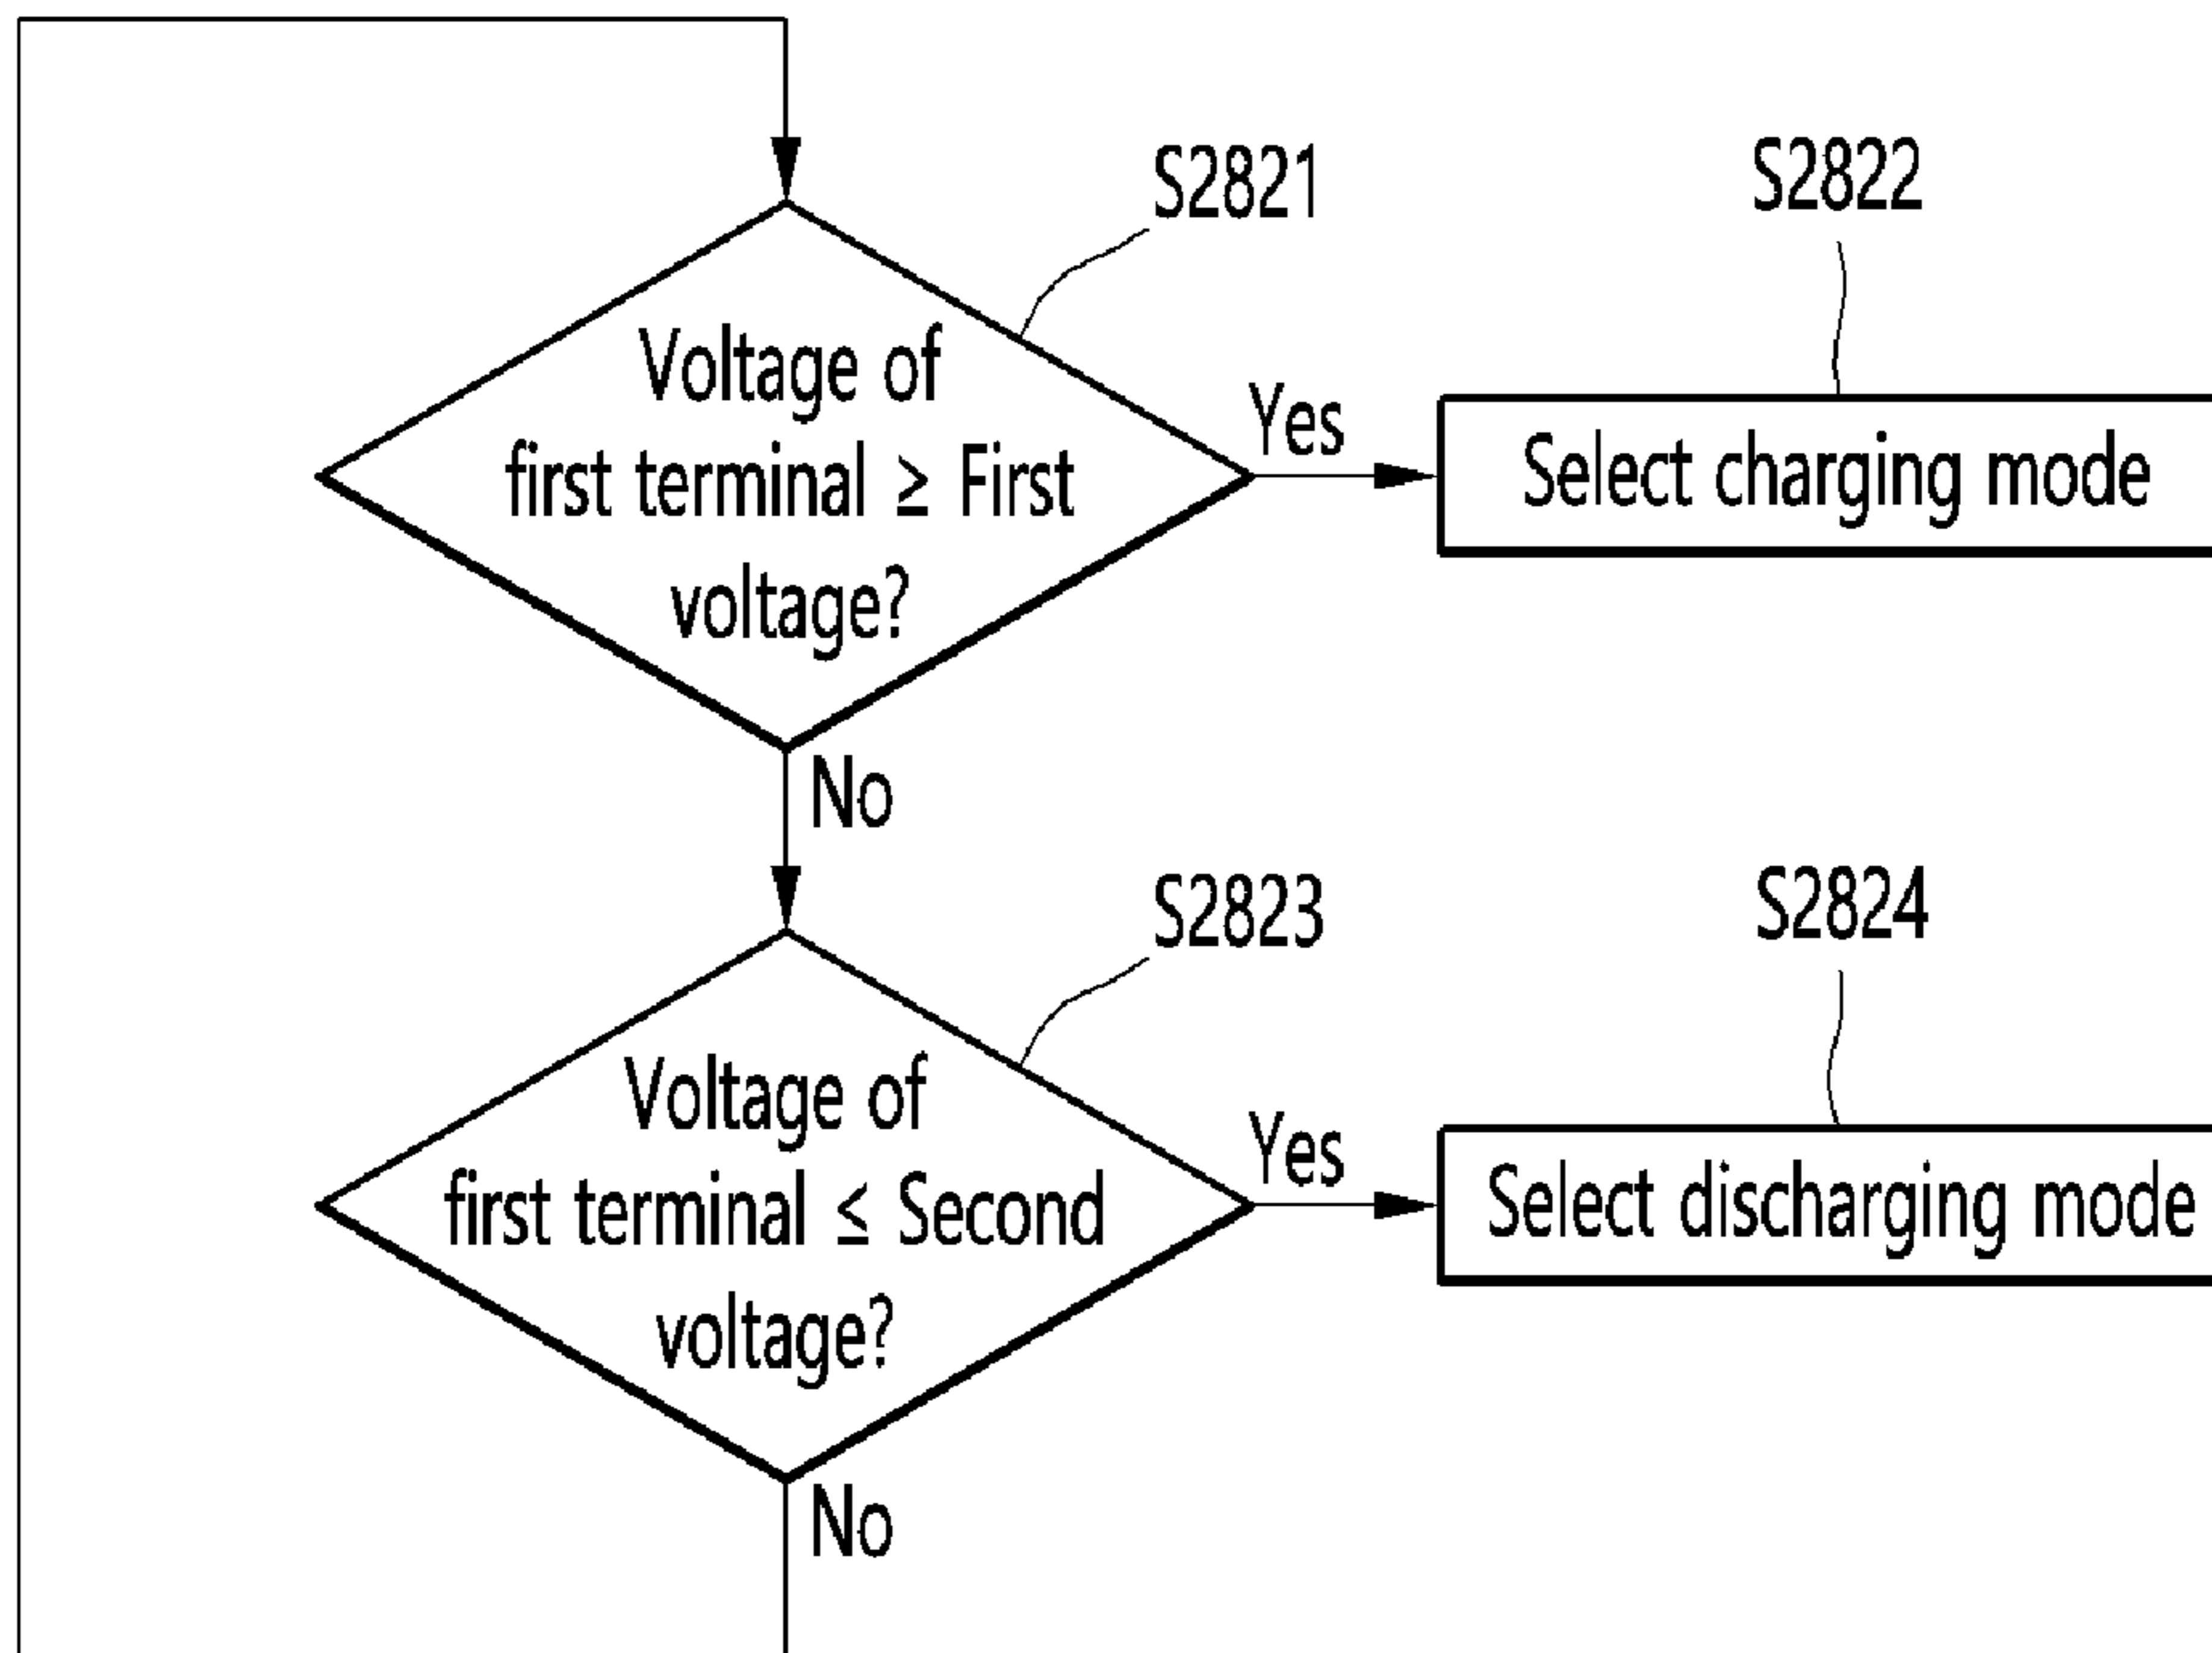 S2821
S2822
Voltage of
first terminal ≥ First
voltage?
Yes
Select charging mode
No
S2823
S2824
Voltage of
first terminal ≤ Second
voltage?
Yes
Select discharging mode
No